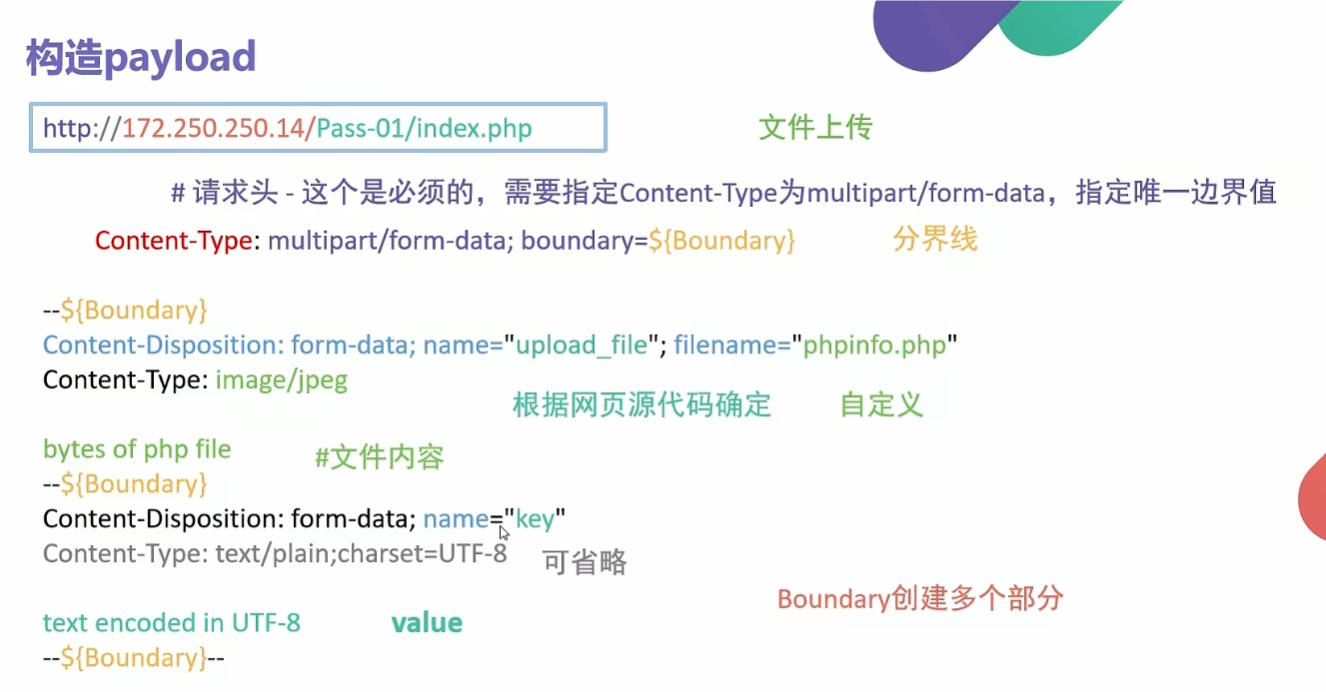 构造payload
http://172.250.250.14/Pass-01/index.php
文件上传
# 请求头 - 这个是必须的，需要指定Content-Type为multipart/form-data，指定唯一边界值
Content-Type: multipart/form-data; boundary=${Boundary}
分界线
--${Boundary}
Content-Disposition: form-data; name="upload_file"; filename="phpinfo.php"
Content-Type: image/jpeg
根据网页源代码确定
自定义
bytes of php file
#文件内容
--${Boundary}
Content-Disposition: form-data; name="key"
Content-Type: text/plain;charset=UTF-8
可省略
Boundary创建多个部分
text encoded in UTF-8
value
--${Boundary}--